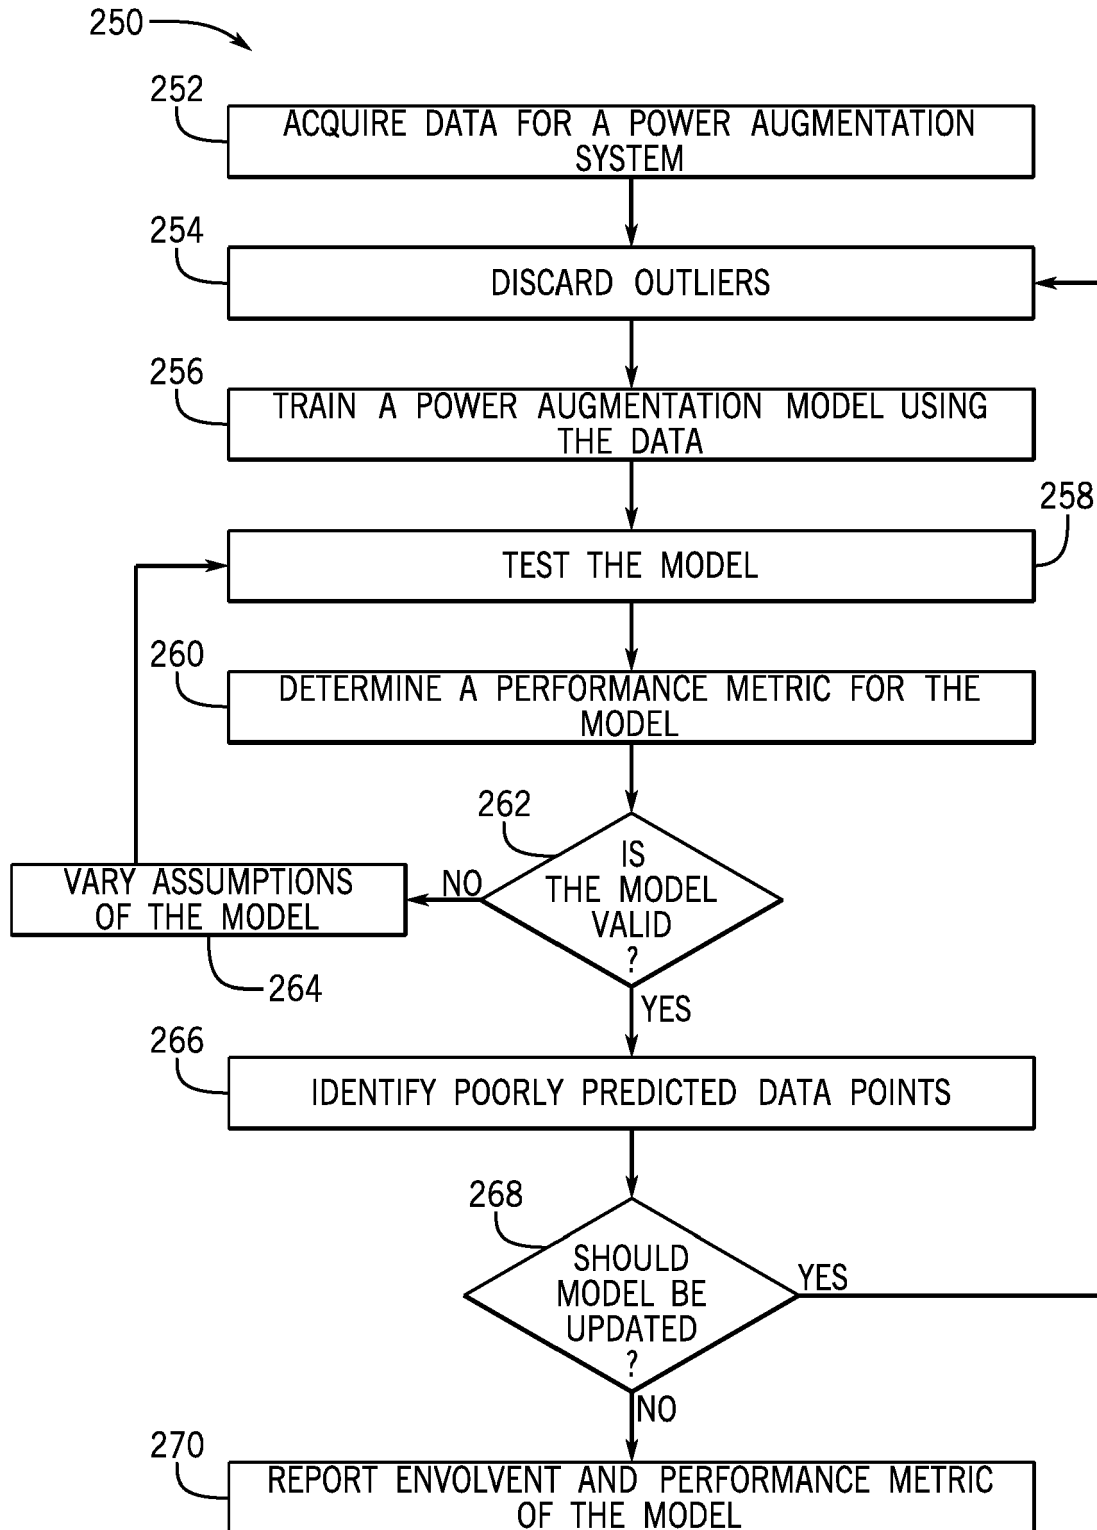 250
252
ACQUIRE DATA FOR A POWER AUGMENTATION
SYSTEM
254
DISCARD OUTLIERS
256
TRAIN A POWER AUGMENTATION MODEL USING
THE DATA
258
TEST THE MODEL
260
DETERMINE A PERFORMANCE METRIC FOR THE
MODEL
262
IS
THE MODEL
VALID
?
NO
VARY ASSUMPTIONS
OF THE MODEL
264
YES
266
IDENTIFY POORLY PREDICTED DATA POINTS
268
SHOULD
MODEL BE
UPDATED
?
YES
NO
270
REPORT ENVOLVENT AND PERFORMANCE METRIC
OF THE MODEL